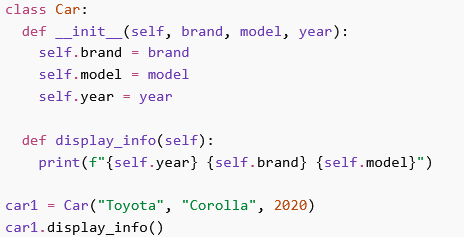 class Car:
  def __init__(self, brand, model, year):
    self.brand = brand
    self.model = model
    self.year = year

  def display_info(self):
    print(f"{self.year} {self.brand} {self.model}")

car1 = Car("Toyota", "Corolla", 2020)
car1.display_info()